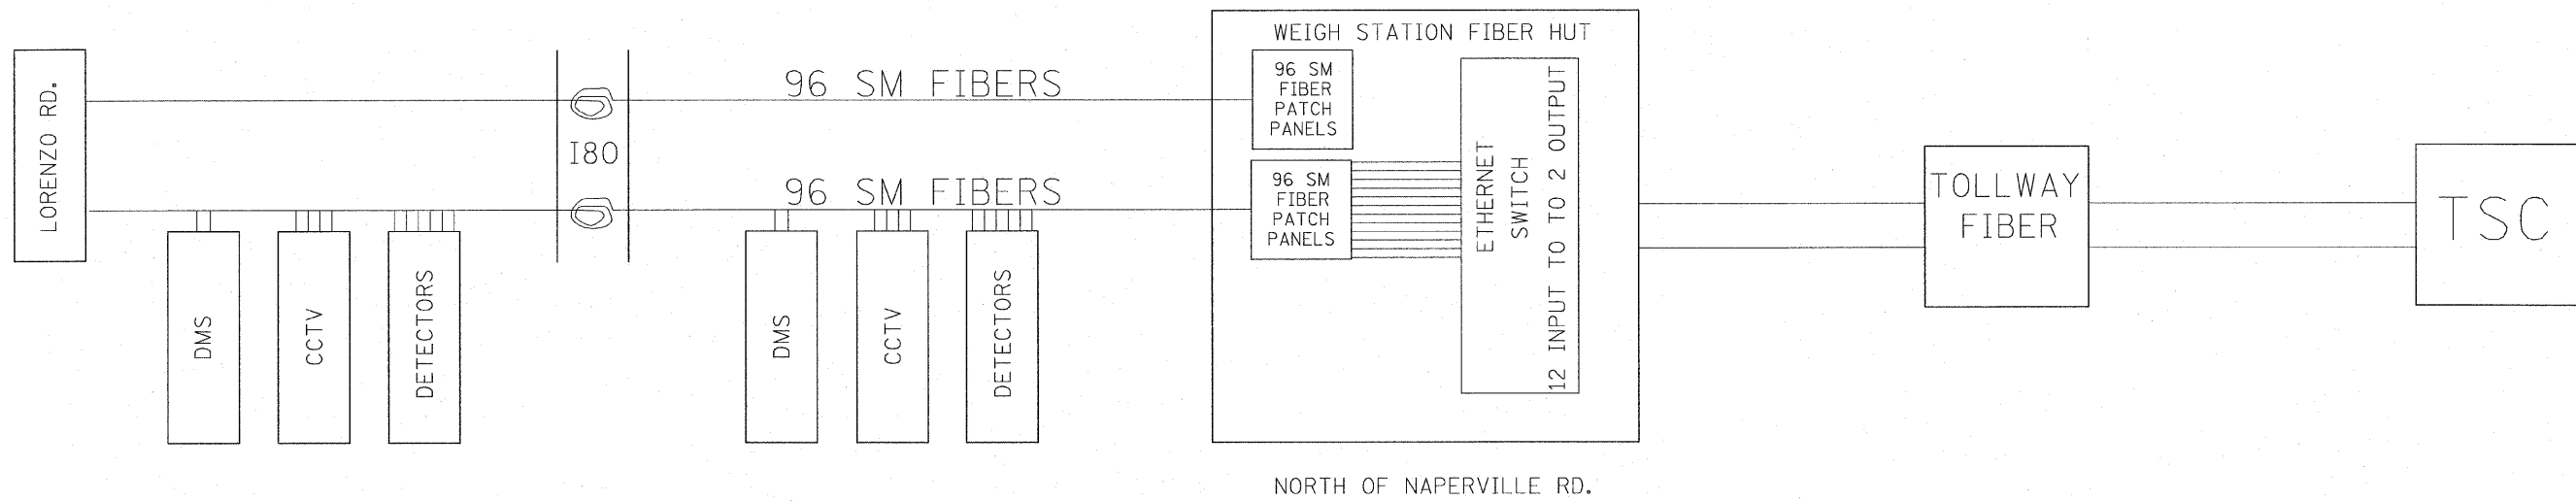 LORENZO RD.
96 SM FIBERS
I80
96 SM FIBERS
DMS
CCTV
DETECTORS
DMS
CCTV
DETECTORS
WEIGH STATION FIBER HUT
96 SM
FIBER
PATCH
PANELS
96 SM
FIBER
PATCH
PANELS
ETHERNET
SWITCH
12 INPUT TO TO 2 OUTPUT
NORTH OF NAPERVILLE RD.
TOLLWAY
FIBER
TSC